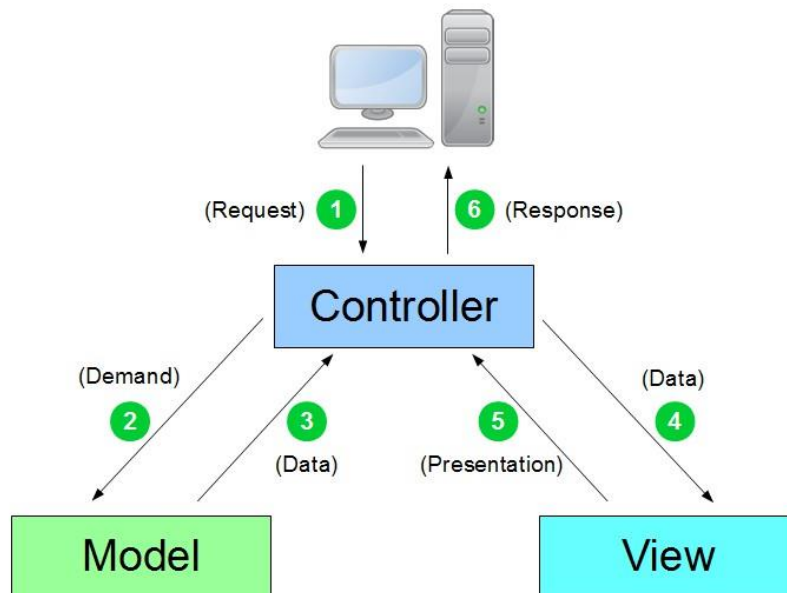 (Request) 1 6 (Response)
Controller
(Demand) (Data)
2 3 5 4
(Data) (Presentation)
Model View